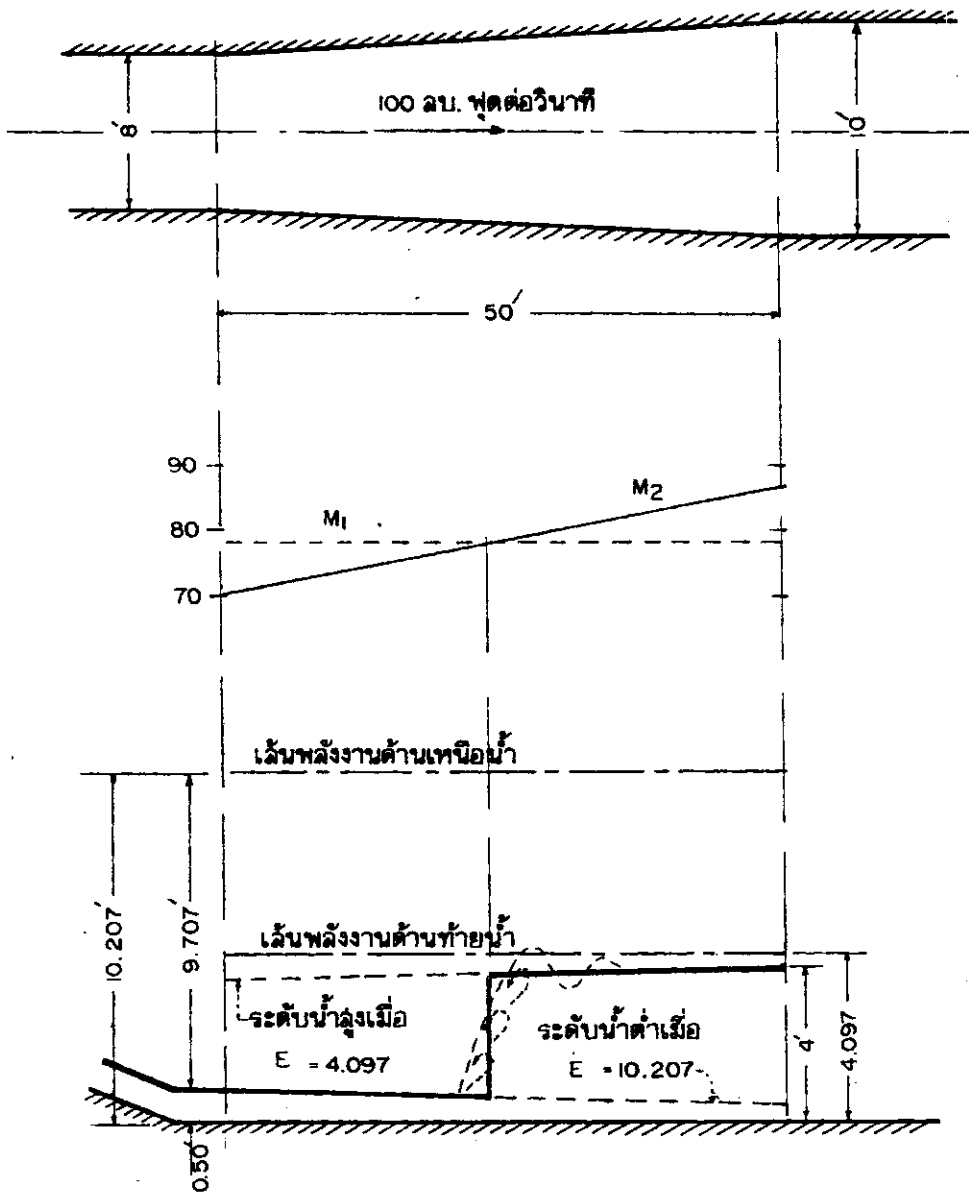 100 ลบ. ฟุตต่อวินาที
8'
10'
50'
90
80
70
M1
M2
เส้นพลังงานด้านเหนือน้ำ
10.207'
9.707'
เส้นพลังงานด้านท้ายน้ำ
ระดับน้ำสูงเมื่อ
E = 4.097
ระดับน้ำต่ำเมื่อ
E = 10.207
4'
4.097
0.50'